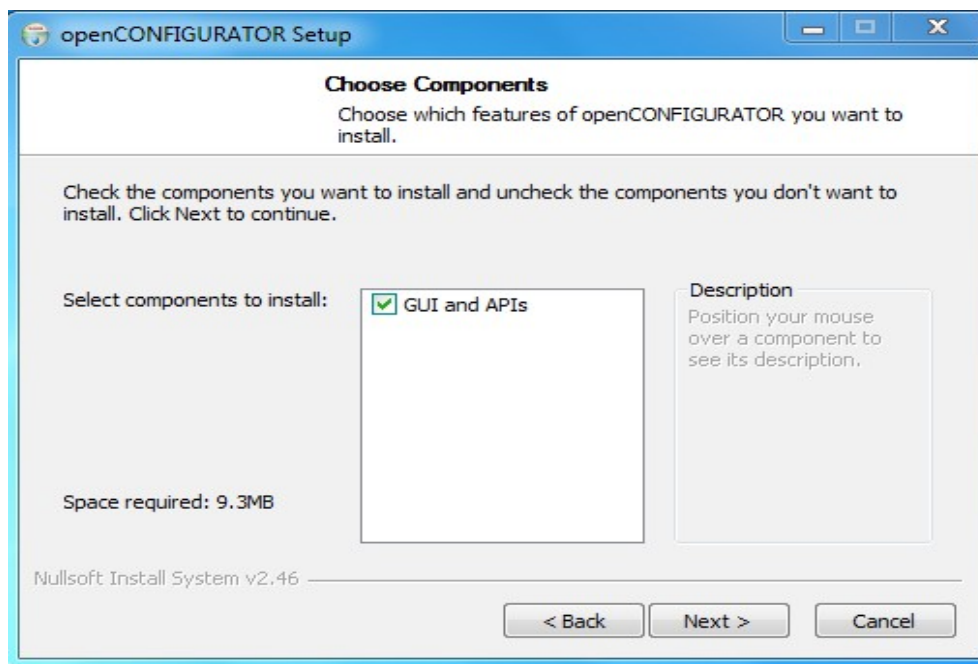 openCONFIGURATOR Setup
Choose Components
Choose which features of openCONFIGURATOR you want to
install.
Check the components you want to install and uncheck the components you don't want to
install. Click Next to continue.
Select components to install:
GUI and APIs
Description
Position your mouse
over a component to
see its description.
Space required: 9.3MB
Nullsoft Install System v2.46
< Back
Next >
Cancel